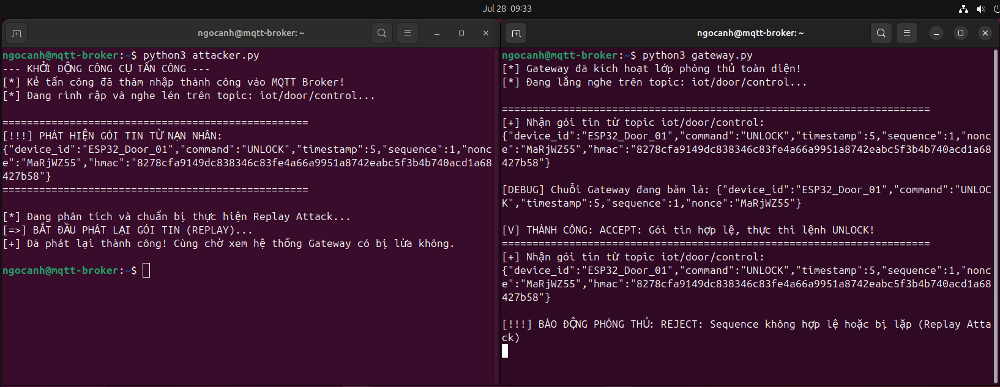 Jul 28 09:33
ngocanh@mqtt-broker: ~
ngocanh@mqtt-broker:~$ python3 attacker.py
--- KHỞI ĐỘNG CÔNG CỤ TẤN CÔNG ---
[*] Kẻ tấn công đã thâm nhập thành công vào MQTT Broker!
[*] Đang rình rập và nghe lén trên topic: iot/door/control...
==================================================
[!!!] PHÁT HIỆN GÓI TIN TỪ NẠN NHÂN:
{"device_id":"ESP32_Door_01","command":"UNLOCK","timestamp":5,"sequence":1,"nonc
e":"MaRjWZ55","hmac":"8278cfa9149dc838346c83fe4a66a9951a8742eabc5f3b4b740acd1a68
427b58"}
==================================================
[*] Đang phân tích và chuẩn bị thực hiện Replay Attack...
[=>] BẮT ĐẦU PHÁT LẠI GÓI TIN (REPLAY)...
[+] Đã phát lại thành công! Cùng chờ xem hệ thống Gateway có bị lừa không.
ngocanh@mqtt-broker:~$
ngocanh@mqtt-broker: ~
ngocanh@mqtt-broker:~$ python3 gateway.py
[*] Gateway đã kích hoạt lớp phòng thủ toàn diện!
[*] Đang lắng nghe trên topic: iot/door/control...
======================================================================
[+] Nhận gói tin từ topic iot/door/control:
{"device_id":"ESP32_Door_01","command":"UNLOCK","timestamp":5,"sequence":1,"nonc
e":"MaRjWZ55","hmac":"8278cfa9149dc838346c83fe4a66a9951a8742eabc5f3b4b740acd1a68
427b58"}
[DEBUG] Chuỗi Gateway đang băm là: {"device_id":"ESP32_Door_01","command":"UNLOC
K","timestamp":5,"sequence":1,"nonce":"MaRjWZ55"}
[V] THÀNH CÔNG: ACCEPT: Gói tin hợp lệ, thực thi lệnh UNLOCK!
======================================================================
[+] Nhận gói tin từ topic iot/door/control:
{"device_id":"ESP32_Door_01","command":"UNLOCK","timestamp":5,"sequence":1,"nonc
e":"MaRjWZ55","hmac":"8278cfa9149dc838346c83fe4a66a9951a8742eabc5f3b4b740acd1a68
427b58"}
[!!!] BÁO ĐỘNG PHÒNG THỦ: REJECT: Sequence không hợp lệ hoặc bị lặp (Replay Atta
ck)